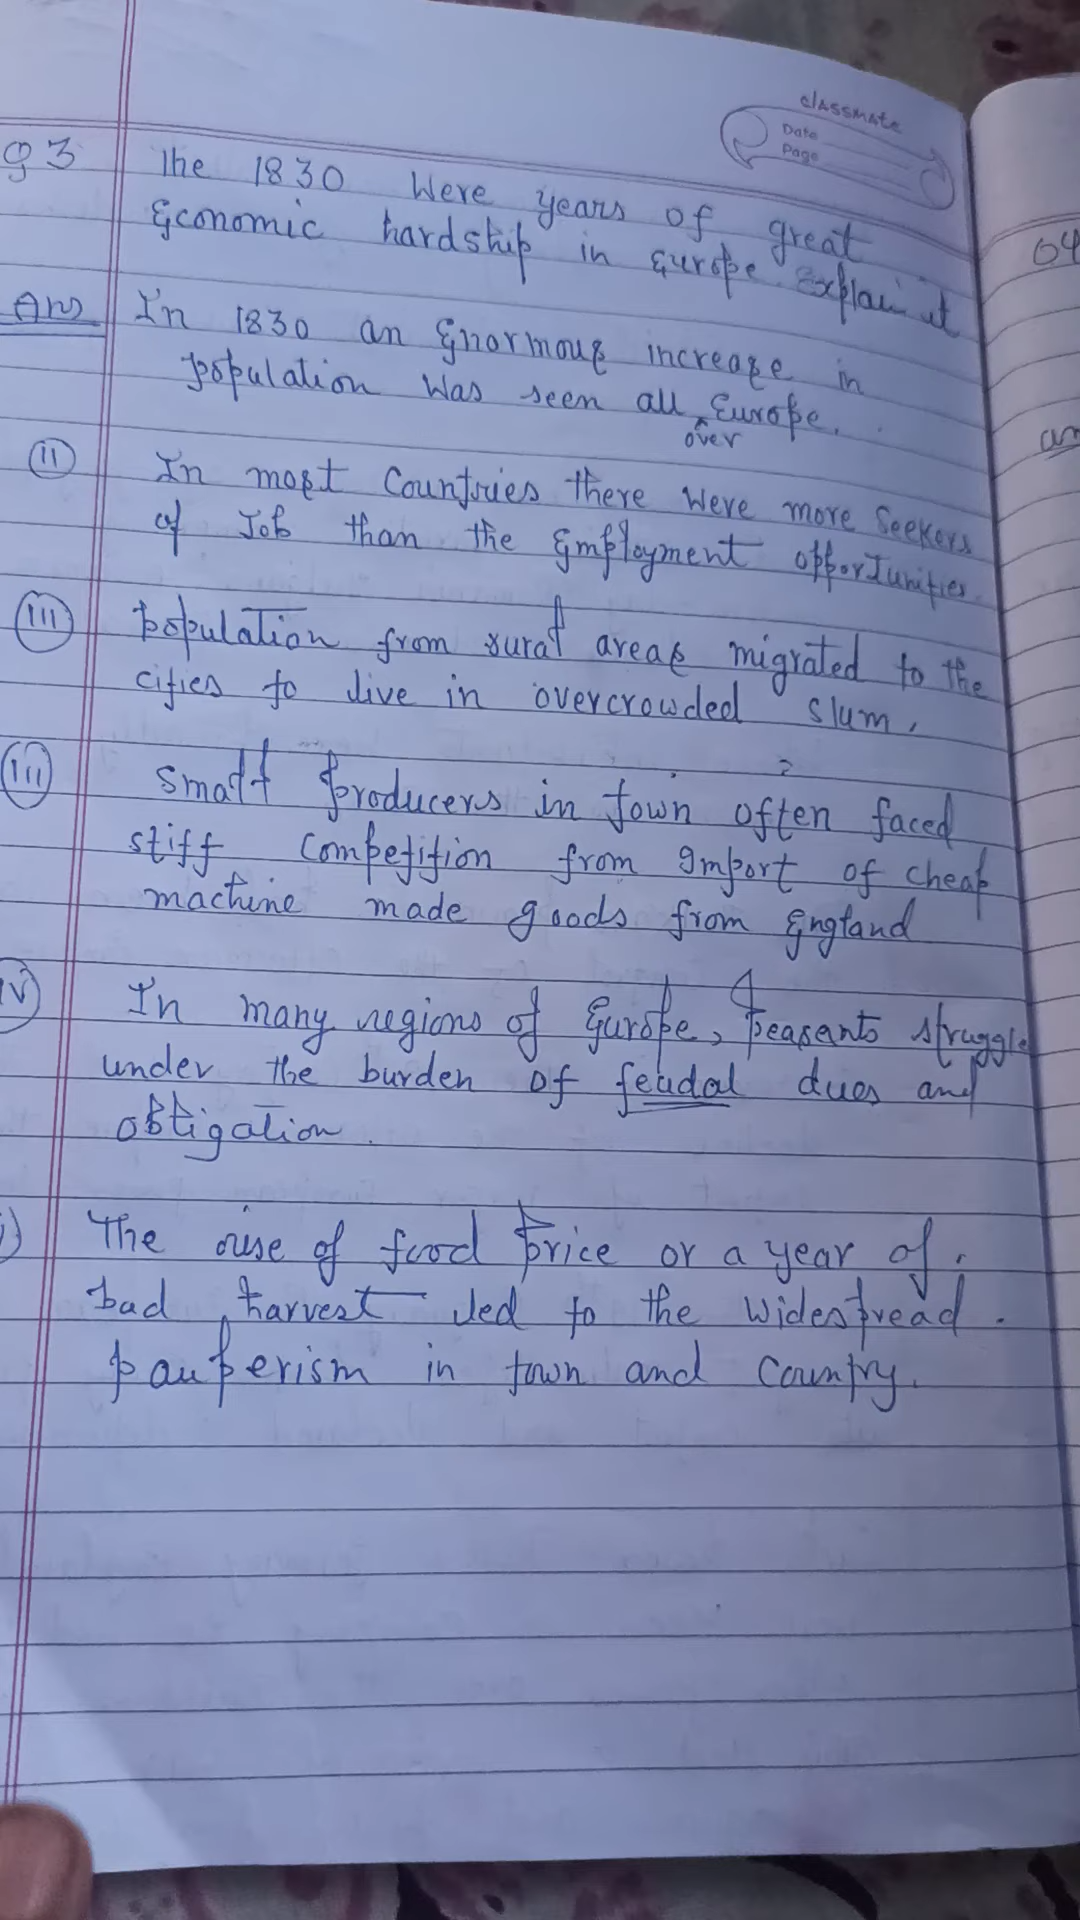 classmate
Date
Page
Q 3 The 1830 Were years of great
Economic hardship in Europe. Explain it
Ans In 1830 an Enormous increase in
population Was seen all Europe.
over
(ii) In most Countries there Were more Seekers
of Job than the Employment opportunities
(iii) Population from rural areas migrated to the
cities to live in overcrowded slum.
(iii) Small Producers in town often faced
stiff Competition from Import of cheap
machine made goods from England
iv) In many regions of Europe, Peasants struggle
under the burden of feudal dues and
obligation.
) The rise of food Price or a year of
bad harvest led to the Widespread
pauperism in town and Country.
04
an